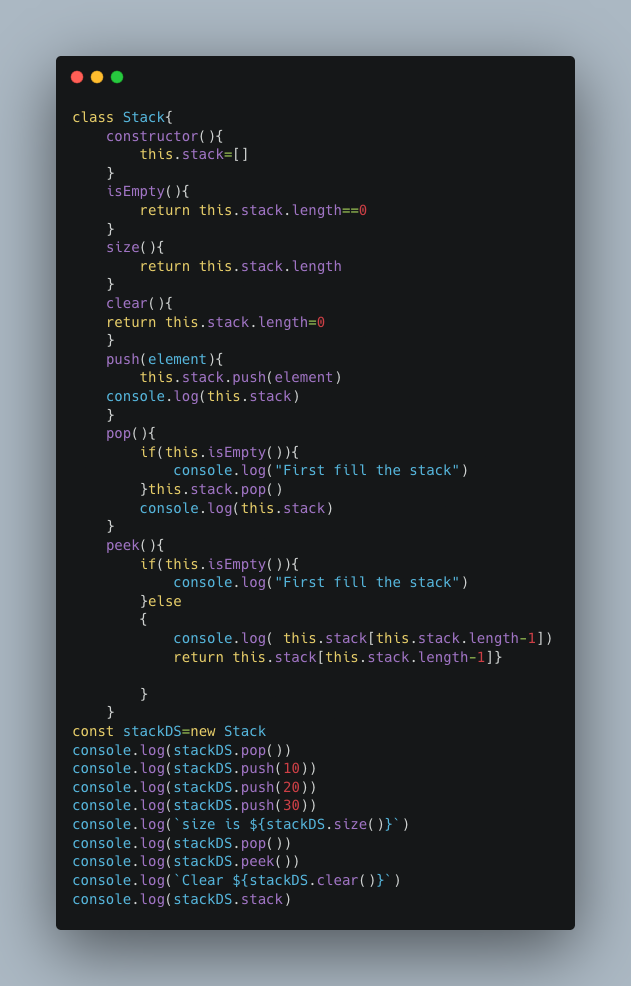 class Stack{
    constructor(){
        this.stack=[]
    }
    isEmpty(){
        return this.stack.length==0
    }
    size(){
        return this.stack.length
    }
    clear(){
    return this.stack.length=0
    }
    push(element){
        this.stack.push(element)
    console.log(this.stack)
    }
    pop(){
        if(this.isEmpty()){
            console.log("First fill the stack")
        }this.stack.pop()
        console.log(this.stack)
    }
    peek(){
        if(this.isEmpty()){
            console.log("First fill the stack")
        }else
        {
            console.log( this.stack[this.stack.length-1])
            return this.stack[this.stack.length-1]}

        }
    }
const stackDS=new Stack
console.log(stackDS.pop())
console.log(stackDS.push(10))
console.log(stackDS.push(20))
console.log(stackDS.push(30))
console.log(`size is ${stackDS.size()}`)
console.log(stackDS.pop())
console.log(stackDS.peek())
console.log(`Clear ${stackDS.clear()}`)
console.log(stackDS.stack)